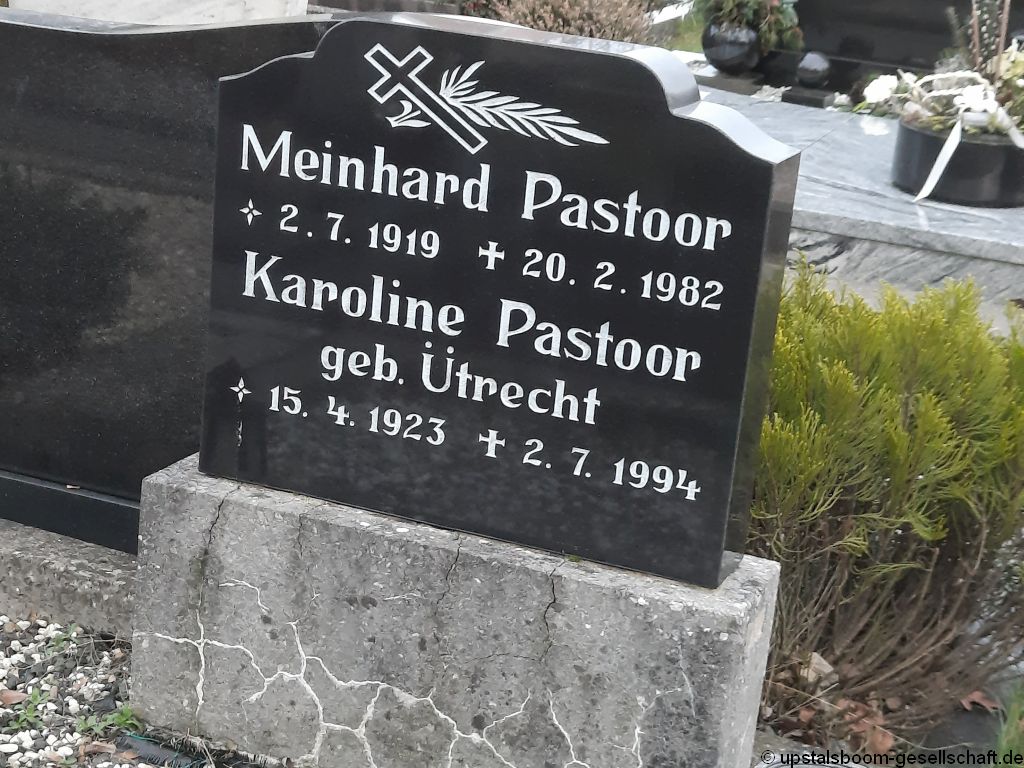 Meinhard Pastoor
2. 7. 1919 ✝ 20. 2. 1982
Karoline Pastoor
geb. Ütrecht
15. 4. 1923 ✝ 2. 7. 1994
© upstalsboom-gesellschaft.de